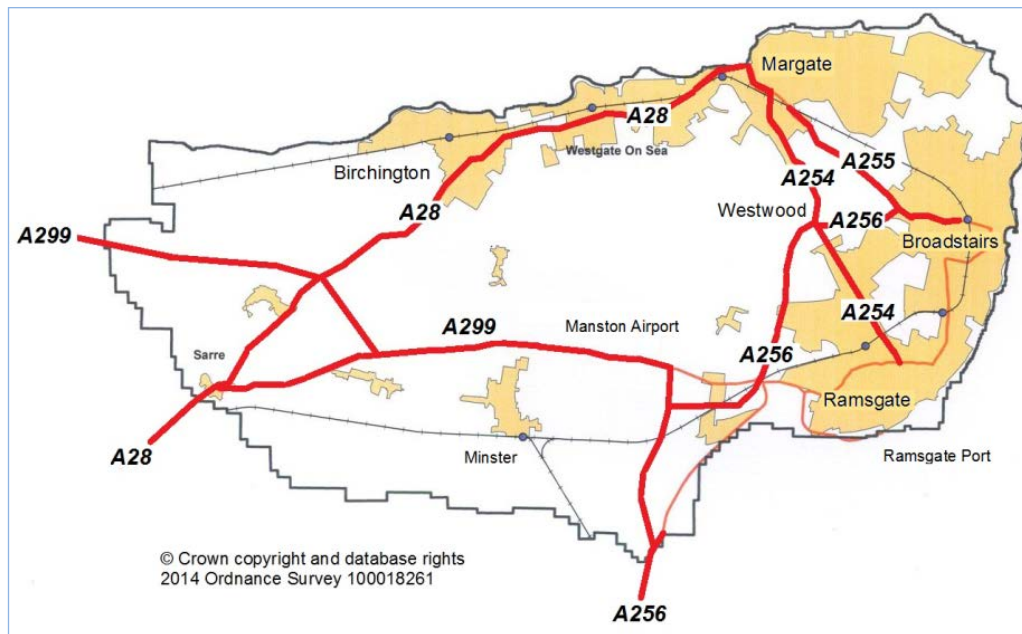 Margate
A28
Westgate On Sea
A255
Birchington
A254
A28
Westwood
A256
A299
Broadstairs
A254
A299
Manston Airport
Sarre
A256
Ramsgate
A28
Minster
Ramsgate Port
© Crown copyright and database rights
2014 Ordnance Survey 100018261
A256